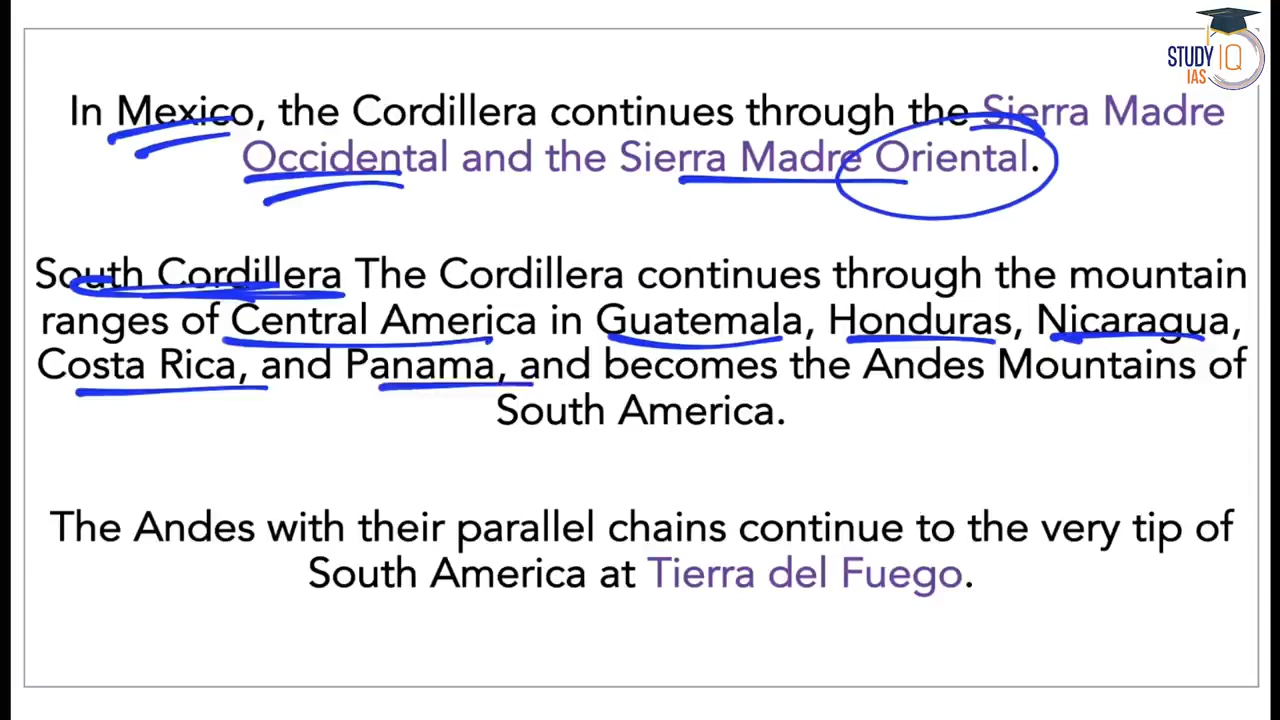 STUDY IQ
IAS
In Mexico, the Cordillera continues through the Sierra Madre
Occidental and the Sierra Madre Oriental.
South Cordillera The Cordillera continues through the mountain
ranges of Central America in Guatemala, Honduras, Nicaragua,
Costa Rica, and Panama, and becomes the Andes Mountains of
South America.
The Andes with their parallel chains continue to the very tip of
South America at Tierra del Fuego.